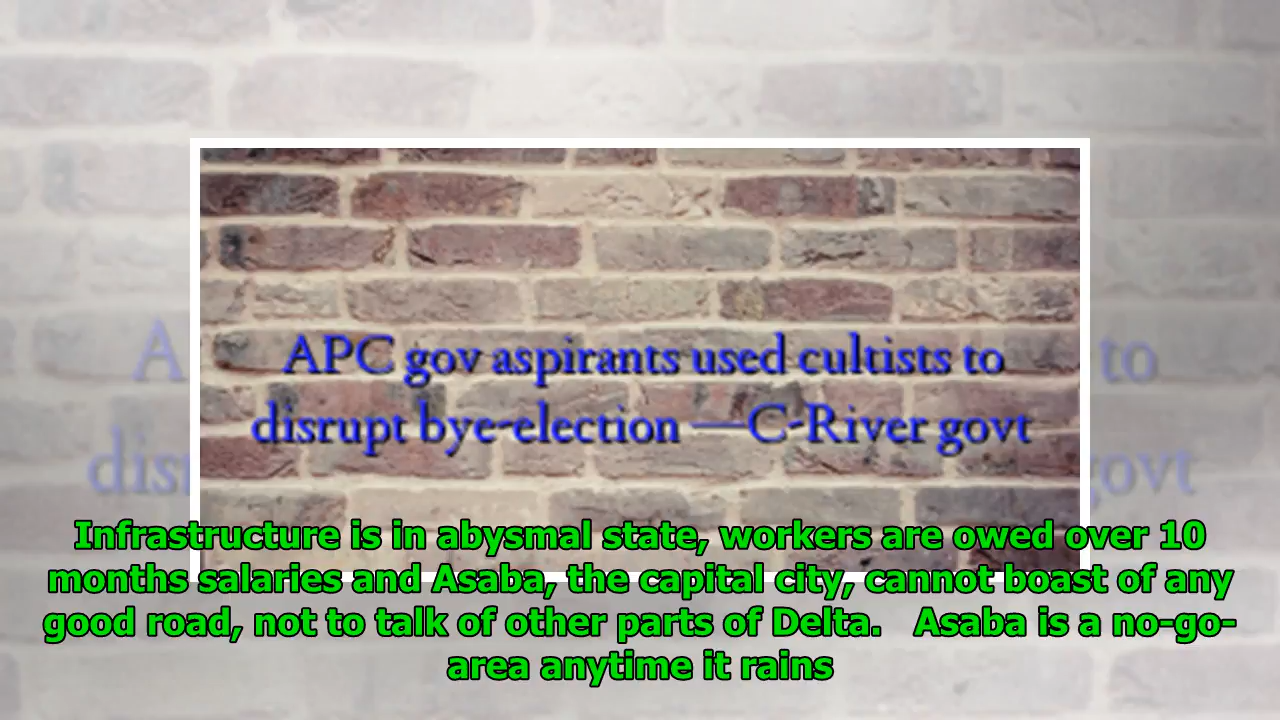 APC gov aspirants used cultists to
disrupt bye-election —C-River govt
Infrastructure is in abysmal state, workers are owed over 10
months salaries and Asaba, the capital city, cannot boast of any
good road, not to talk of other parts of Delta.   Asaba is a no-go-
area anytime it rains